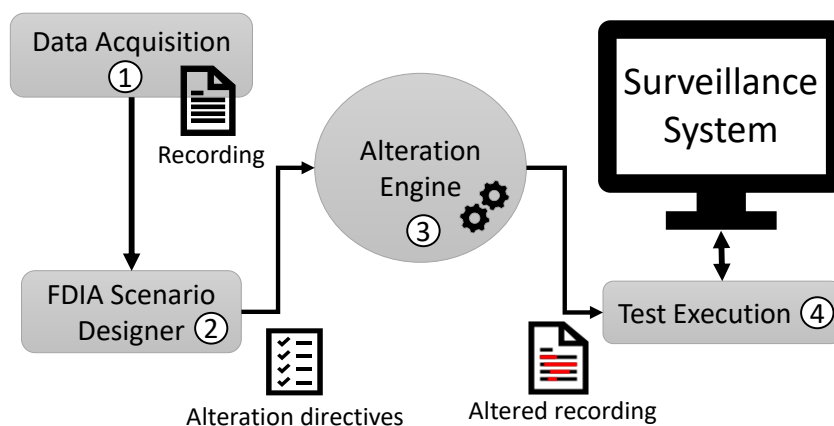 Data Acquisition
1
Recording
FDIA Scenario
Designer 2
Alteration directives
Alteration
Engine
3
Altered recording
Surveillance
System
Test Execution 4